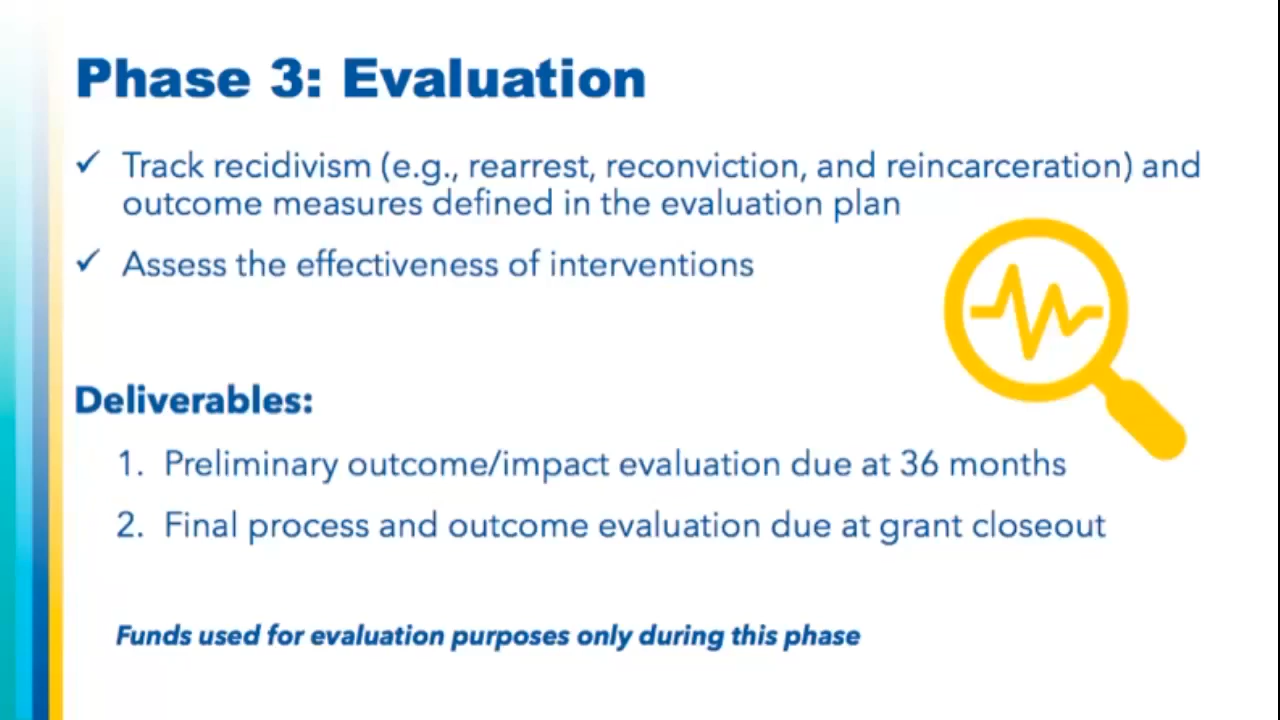 Phase 3: Evaluation
✓ Track recidivism (e.g., rearrest, reconviction, and reincarceration) and
outcome measures defined in the evaluation plan
✓ Assess the effectiveness of interventions
Deliverables:
1. Preliminary outcome/impact evaluation due at 36 months
2. Final process and outcome evaluation due at grant closeout
Funds used for evaluation purposes only during this phase